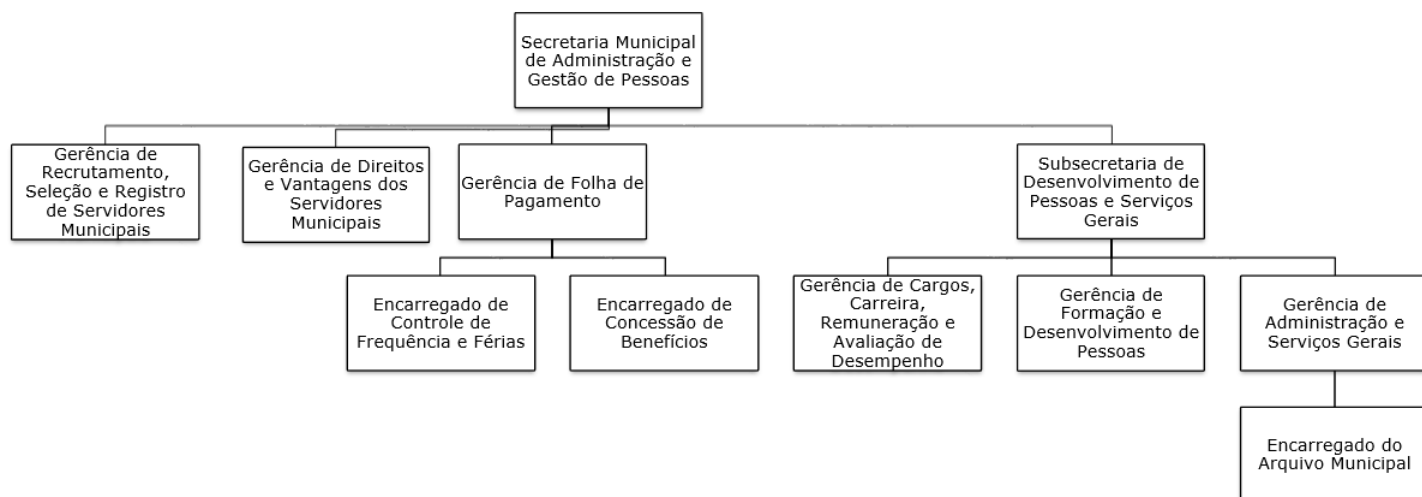 Secretaria Municipal
de Administração e
Gestão de Pessoas
Gerência de
Recrutamento,
Seleção e Registro
de Servidores
Municipais
Gerência de Direitos
e Vantagens dos
Servidores
Municipais
Gerência de Folha de
Pagamento
Subsecretaria de
Desenvolvimento de
Pessoas e Serviços
Gerais
Encarregado de
Controle de
Frequência e Férias
Encarregado de
Concessão de
Benefícios
Gerência de Cargos,
Carreira,
Remuneração e
Avaliação de
Desempenho
Gerência de
Formação e
Desenvolvimento de
Pessoas
Gerência de
Administração e
Serviços Gerais
Encarregado do
Arquivo Municipal